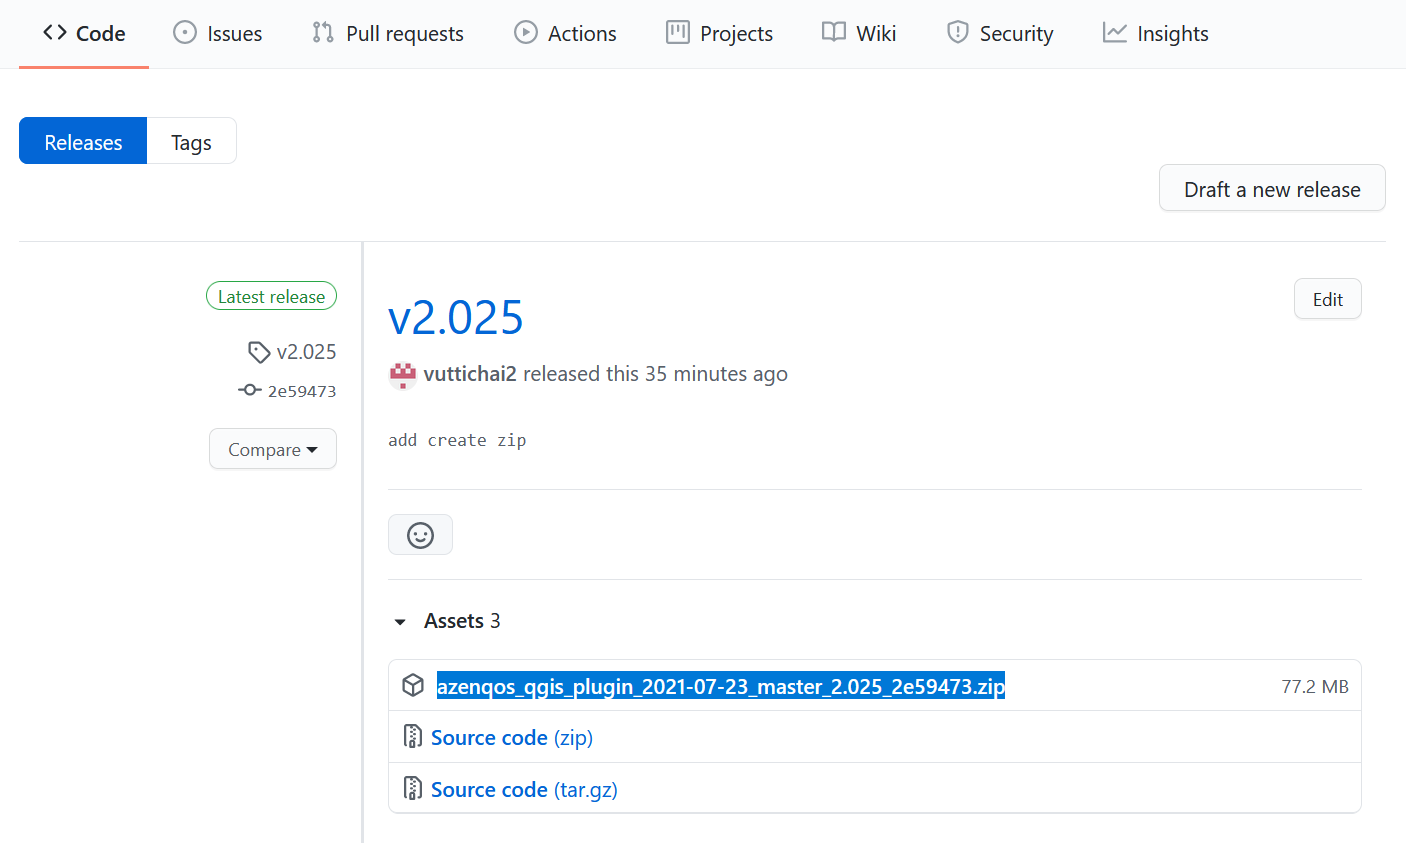 Code Issues Pull requests Actions Projects Wiki Security Insights
Releases Tags
Draft a new release
Latest release
v2.025
2e59473
Compare
v2.025
Edit
vuttichai2 released this 35 minutes ago
add create zip
Assets 3
azenqos_qgis_plugin_2021-07-23_master_2.025_2e59473.zip 77.2 MB
Source code (zip)
Source code (tar.gz)